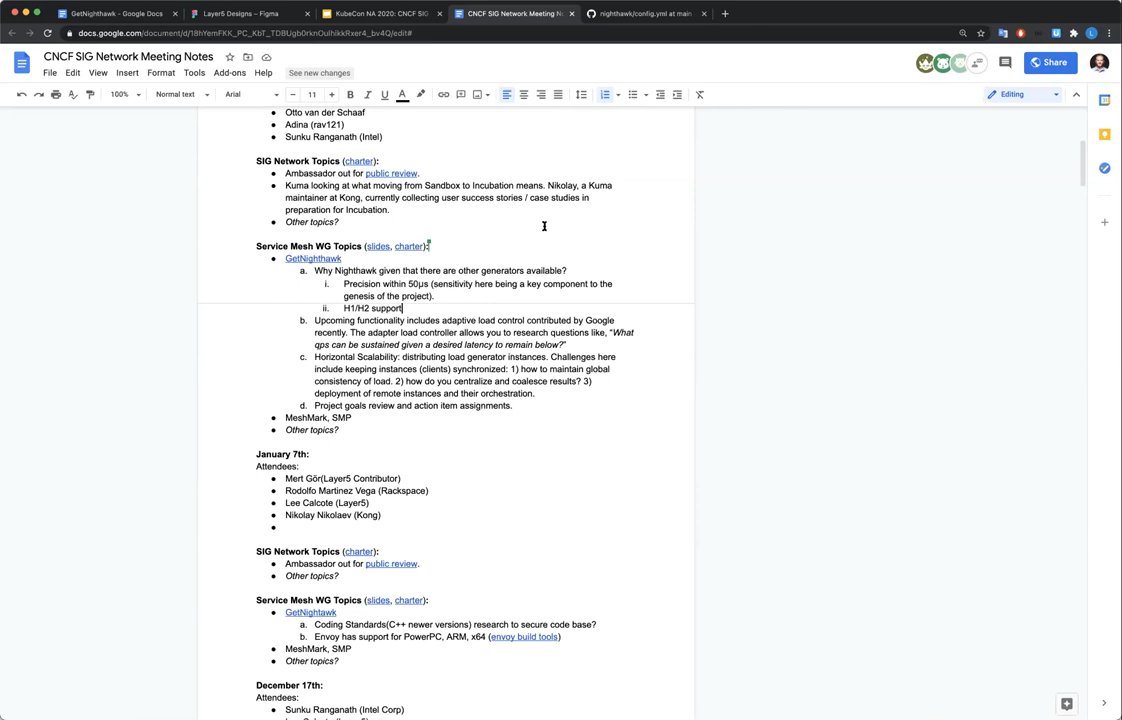 GetNighthawk - Google Docs
Layer5 Designs – Figma
KubeCon NA 2020: CNCF SIG
CNCF SIG Network Meeting N
nighthawk/config.yml at main
docs.google.com/document/d/18hYemFKK_PC_KbT_TDBUgb0rknOulhikkRxer4_bv4Q/edit#
CNCF SIG Network Meeting Notes
File Edit View Insert Format Tools Add-ons Help See new changes
Share
100% Normal text Arial 11 Editing
Otto van der Schaaf
Adina (rav121)
Sunku Ranganath (Intel)
SIG Network Topics (charter):
Ambassador out for public review.
Kuma looking at what moving from Sandbox to Incubation means. Nikolay, a Kuma
maintainer at Kong, currently collecting user success stories / case studies in
preparation for Incubation.
Other topics?
Service Mesh WG Topics (slides, charter):
GetNighthawk
a. Why Nighthawk given that there are other generators available?
i. Precision within 50µs (sensitivity here being a key component to the
genesis of the project).
ii. H1/H2 support
b. Upcoming functionality includes adaptive load control contributed by Google
recently. The adapter load controller allows you to research questions like, “What
qps can be sustained given a desired latency to remain below?”
c. Horizontal Scalability: distributing load generator instances. Challenges here
include keeping instances (clients) synchronized: 1) how to maintain global
consistency of load. 2) how do you centralize and coalesce results? 3)
deployment of remote instances and their orchestration.
d. Project goals review and action item assignments.
MeshMark, SMP
Other topics?
January 7th:
Attendees:
Mert Gör(Layer5 Contributor)
Rodolfo Martinez Vega (Rackspace)
Lee Calcote (Layer5)
Nikolay Nikolaev (Kong)
SIG Network Topics (charter):
Ambassador out for public review.
Other topics?
Service Mesh WG Topics (slides, charter):
GetNightawk
a. Coding Standards(C++ newer versions) research to secure code base?
b. Envoy has support for PowerPC, ARM, x64 (envoy build tools)
MeshMark, SMP
Other topics?
December 17th:
Attendees:
Sunku Ranganath (Intel Corp)